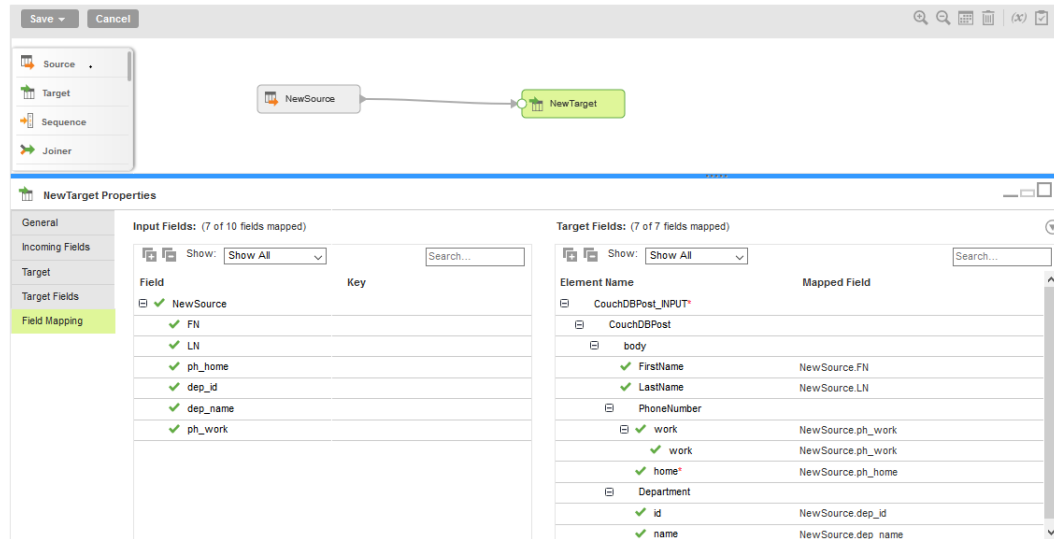 Save Cancel
(x)
Source
Target
Sequence
Joiner
NewSource
NewTarget
NewTarget Properties
General
Incoming Fields
Target
Target Fields
Field Mapping
Input Fields: (7 of 10 fields mapped)
Show: Show All Search...
Field Key
NewSource
FN
LN
ph_home
dep_id
dep_name
ph_work
Target Fields: (7 of 7 fields mapped)
Show: Show All Search...
Element Name Mapped Field
CouchDBPost_INPUT*
CouchDBPost
body
FirstName NewSource.FN
LastName NewSource.LN
PhoneNumber
work NewSource.ph_work
work NewSource.ph_work
home* NewSource.ph_home
Department
id NewSource.dep_id
name NewSource.dep_name